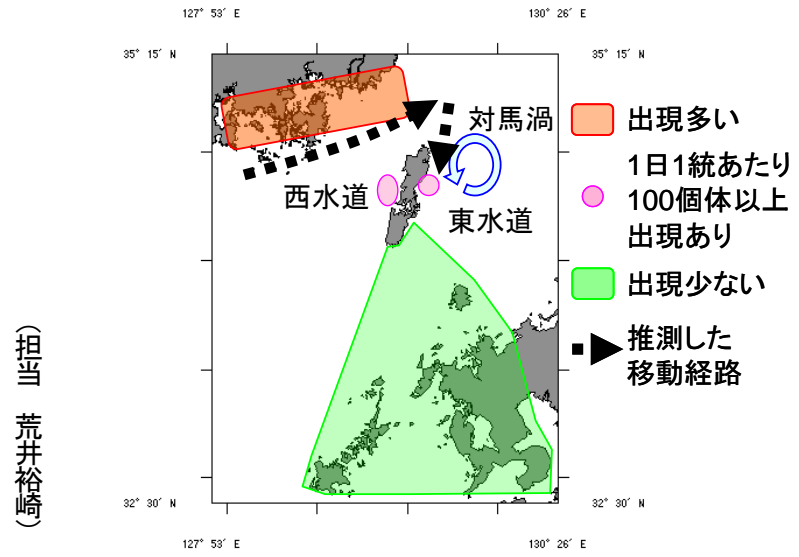 127° 53′ E
130° 26′ E
35° 15′ N
35° 15′ N
対馬渦
西水道
東水道
出現多い
1日1統あたり
100個体以上
出現あり
出現少ない
推測した
移動経路
(担当　荒井裕崎)
32° 30′ N
32° 30′ N
127° 53′ E
130° 26′ E